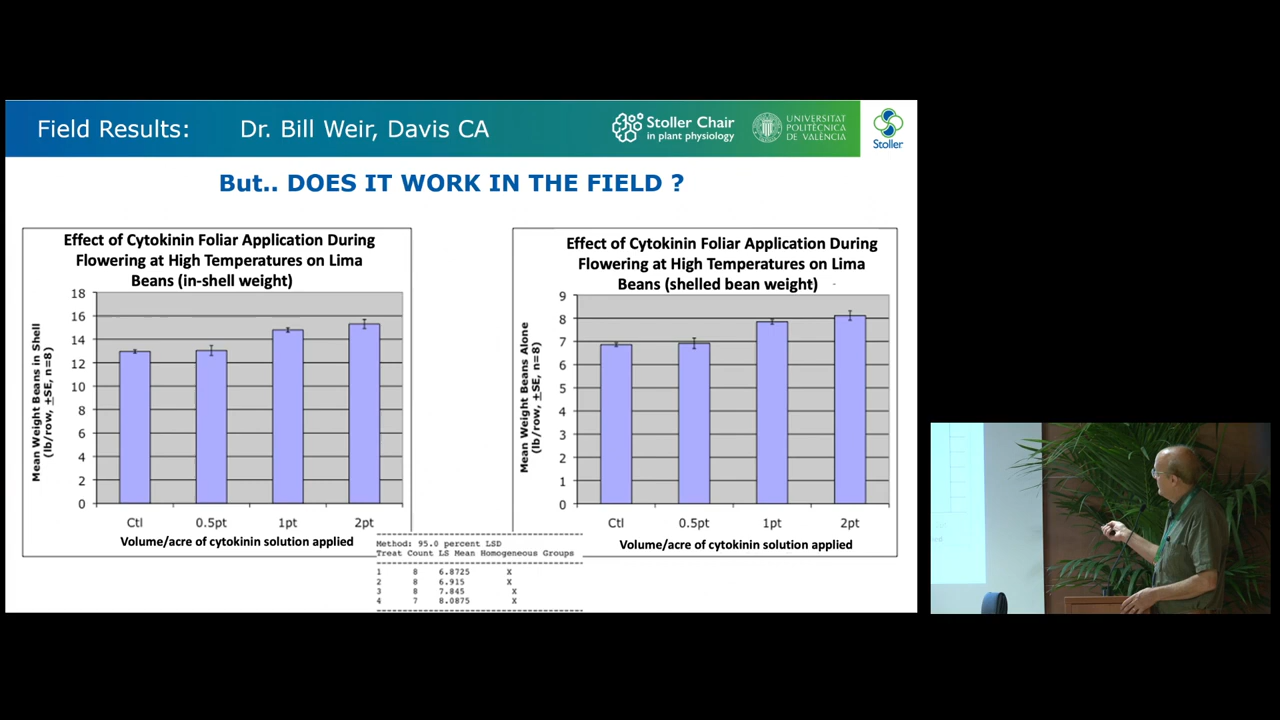 Field Results: Dr. Bill Weir, Davis CA
Stoller Chair
in plant physiology
UNIVERSITAT
POLITÈCNICA
DE VALÈNCIA
Stoller
But.. DOES IT WORK IN THE FIELD ?
Effect of Cytokinin Foliar Application During
Flowering at High Temperatures on Lima
Beans (in-shell weight)
18
16
14
12
10
8
6
4
2
0
Mean Weight Beans in Shell
(lb/row, ±SE, n=8)
Ctl 0.5pt 1pt 2pt
Volume/acre of cytokinin solution applied
Effect of Cytokinin Foliar Application During
Flowering at High Temperatures on Lima
Beans (shelled bean weight)
9
8
7
6
5
4
3
2
1
0
Mean Weight Beans Alone
(lb/row, ±SE, n=8)
Ctl 0.5pt 1pt 2pt
Volume/acre of cytokinin solution applied
Method: 95.0 percent LSD
Treat Count LS Mean Homogeneous Groups
1 8 6.8725 X
2 8 6.915 X
3 8 7.845 X
4 7 8.0875 X